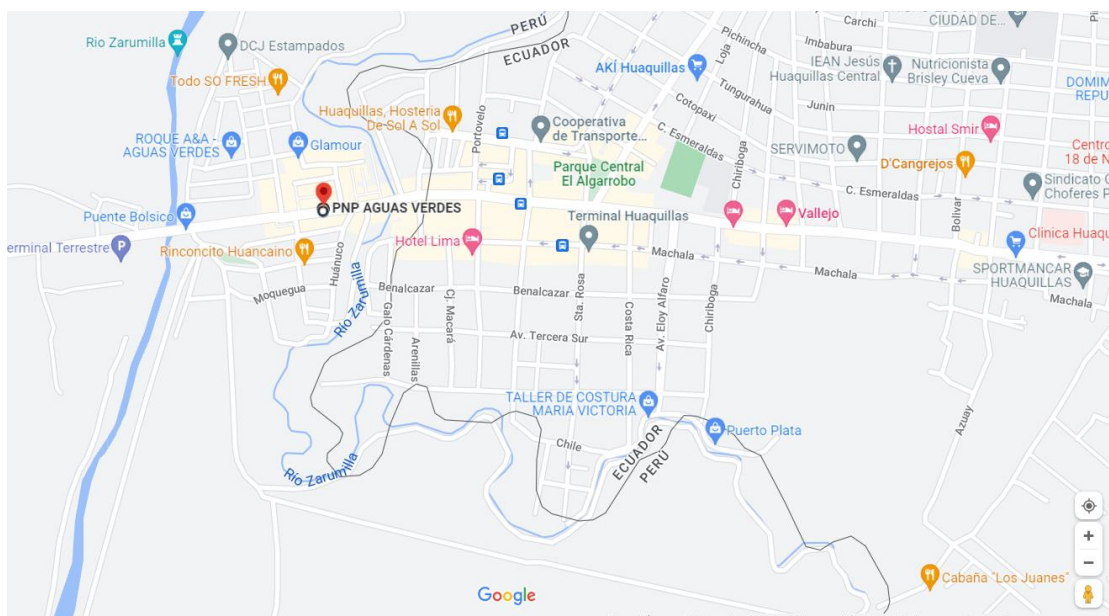 PERÚ
ECUADOR
CIUDAD DE...
Carchi
Imbabura
Pichincha
Loja
Rio Zarumilla
DCJ Estampados
AKÍ Huaquillas
IEAN Jesús
Huaquillas Central
Nutricionista
Brisley Cueva
Todo SO FRESH
Tungurahua
DOMIM
REPU
Cotopaxi
Junin
Huaquillas, Hosteria
De Sol A Sol
Portovelo
Cooperativa
de Transporte...
C. Esmeraldas
Hostal Smir
ROQUE A&A -
AGUAS VERDES
Glamour
SERVIMOTO
Centro
18 de N
Parque Central
El Algarrobo
Chiriboga
D'Cangrejos
Sindicato C
Choferes P
C. Esmeraldas
PNP AGUAS VERDES
Puente Bolsico
Terminal Huaquillas
Vallejo
Bolivar
Clinica Huaqu
Terminal Terrestre
Rinconcito Huancaino
Hotel Lima
Machala
Machala
SPORTMANCAR
HUAQUILLAS
Machala
Huánuco
Moquegua
Benalcazar
Benalcazar
Río Zarumilla
Galo Cárdenas
Arenillas
Cj. Macará
Sta. Rosa
Costa Rica
Av. Eloy Alfaro
Chiriboga
Av. Tercera Sur
TALLER DE COSTURA
MARIA VICTORIA
Puerto Plata
Azuay
Chile
ECUADOR
PERÚ
Río Zarumilla
Google
Cabaña "Los Juanes"